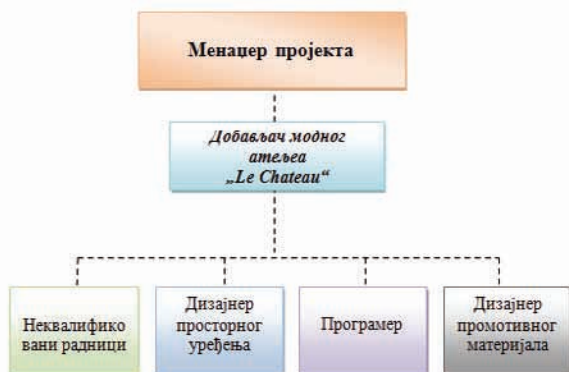 Менаџер пројекта
Добављач модног
атељеа
„Le Chateau“
Неквалифико
вани радници
Дизајнер
просторног
уређења
Програмер
Дизајнер
промотивног
материјала